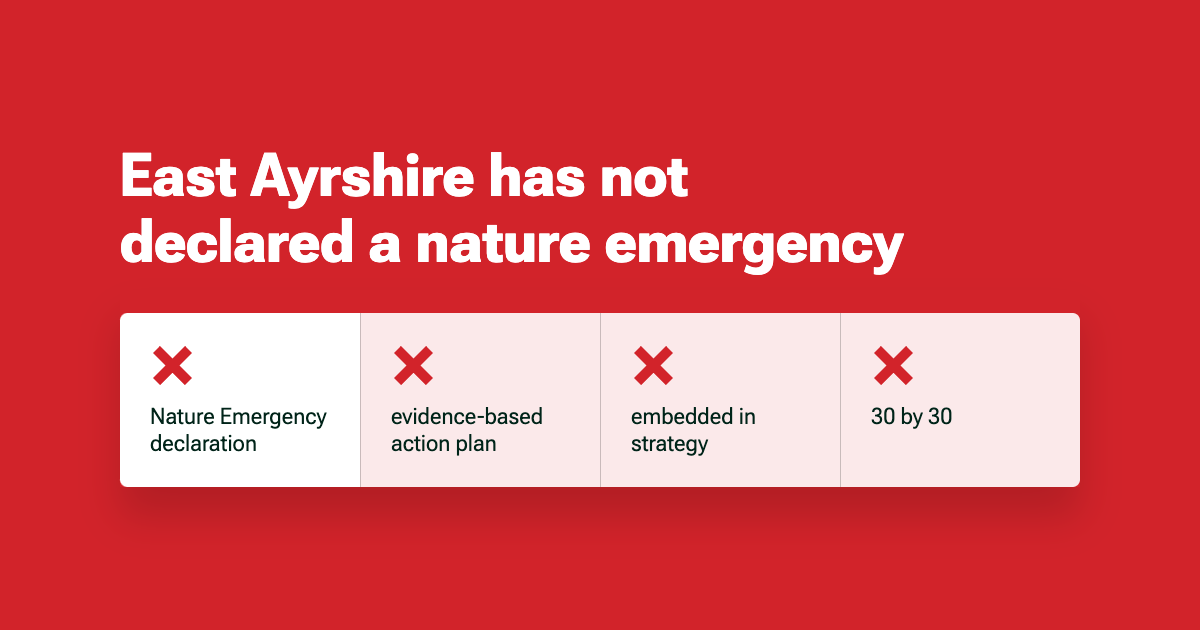 East Ayrshire has not
declared a nature emergency
Nature Emergency
declaration
evidence-based
action plan
embedded in
strategy
30 by 30